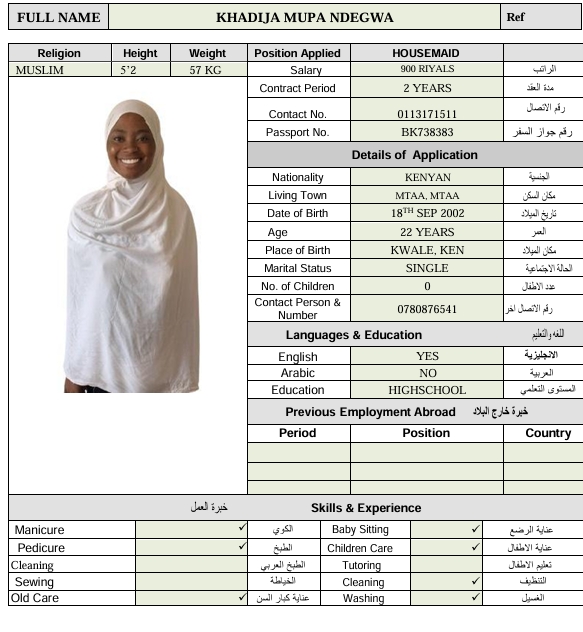 FULL NAME KHADIJA MUPA NDEGWA Ref
Religion Height Weight Position Applied HOUSEMAID
MUSLIM 5’2 57 KG Salary 900 RIYALS الراتب
Contract Period 2 YEARS مدة العقد
Contact No. 0113171511 رقم الاتصال
Passport No. BK738383 رقم جواز السفر
Details of Application
Nationality KENYAN الجنسية
Living Town MTAA, MTAA مكان السكن
Date of Birth 18TH SEP 2002 تاريخ الميلاد
Age 22 YEARS العمر
Place of Birth KWALE, KEN مكان الميلاد
Marital Status SINGLE الحالة الاجتماعية
No. of Children 0 عدد الاطفال
Contact Person &
Number 0780876541 رقم الاتصال اخر
Languages & Education اللغه والتعليم
English YES الانجليزية
Arabic NO العربية
Education HIGHSCHOOL المستوى التعلمي
Previous Employment Abroad خبرة خارج البلاد
Period Position Country
خبرة العمل Skills & Experience
Manicure ✓ الكوي Baby Sitting ✓ عناية الرضع
Pedicure ✓ الطبخ Children Care ✓ عناية الاطفال
Cleaning الطبخ العربي Tutoring تعليم الاطفال
Sewing الخياطة Cleaning ✓ التنظيف
Old Care ✓ عناية كبار السن Washing ✓ الغسيل